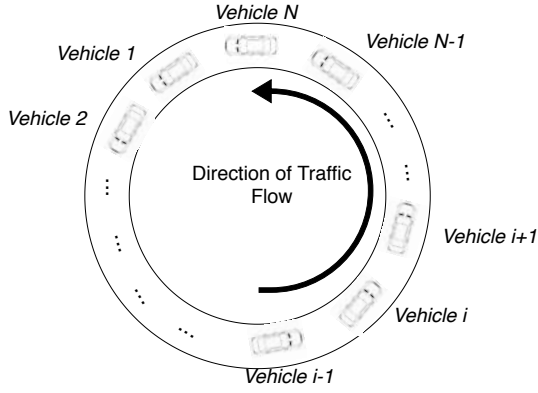 Vehicle N
Vehicle 1
Vehicle N-1
Vehicle 2
...
...
...
Direction of Traffic
Flow
...
Vehicle i+1
...
...
Vehicle i
Vehicle i-1